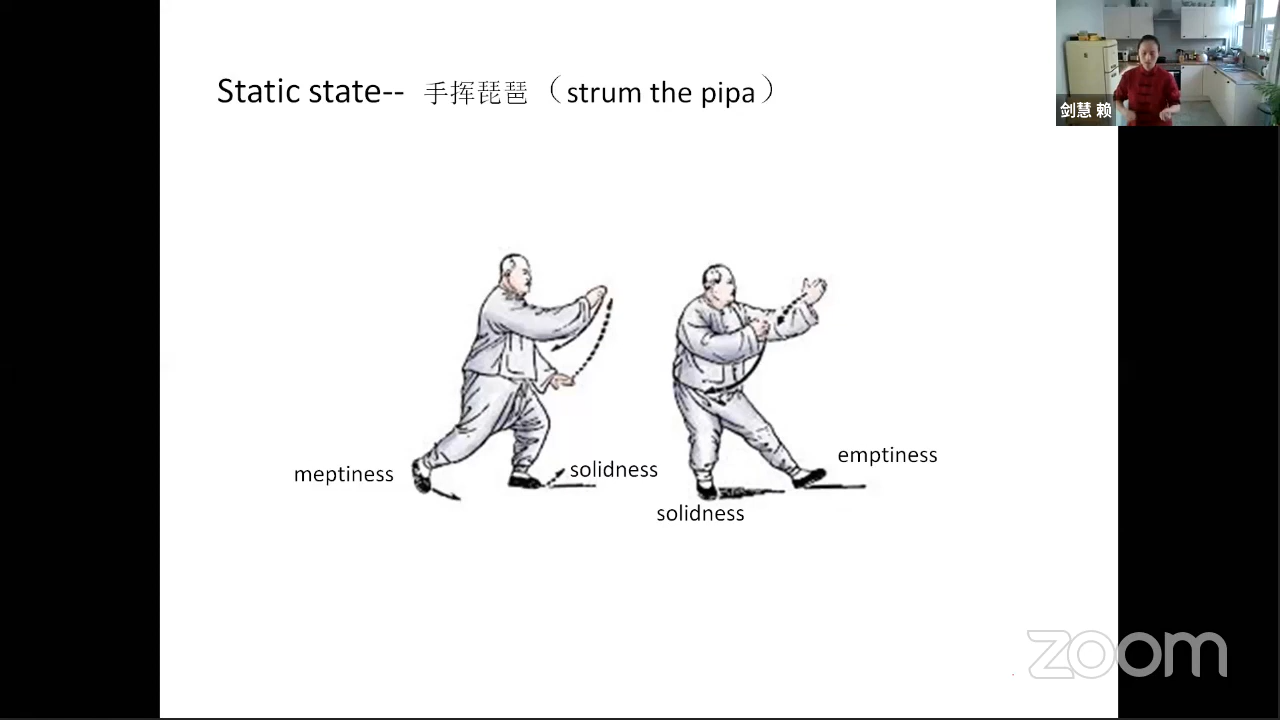 Static state-- 手挥琵琶（strum the pipa）
剑慧 赖
meptiness
solidness
emptiness
solidness
zoom